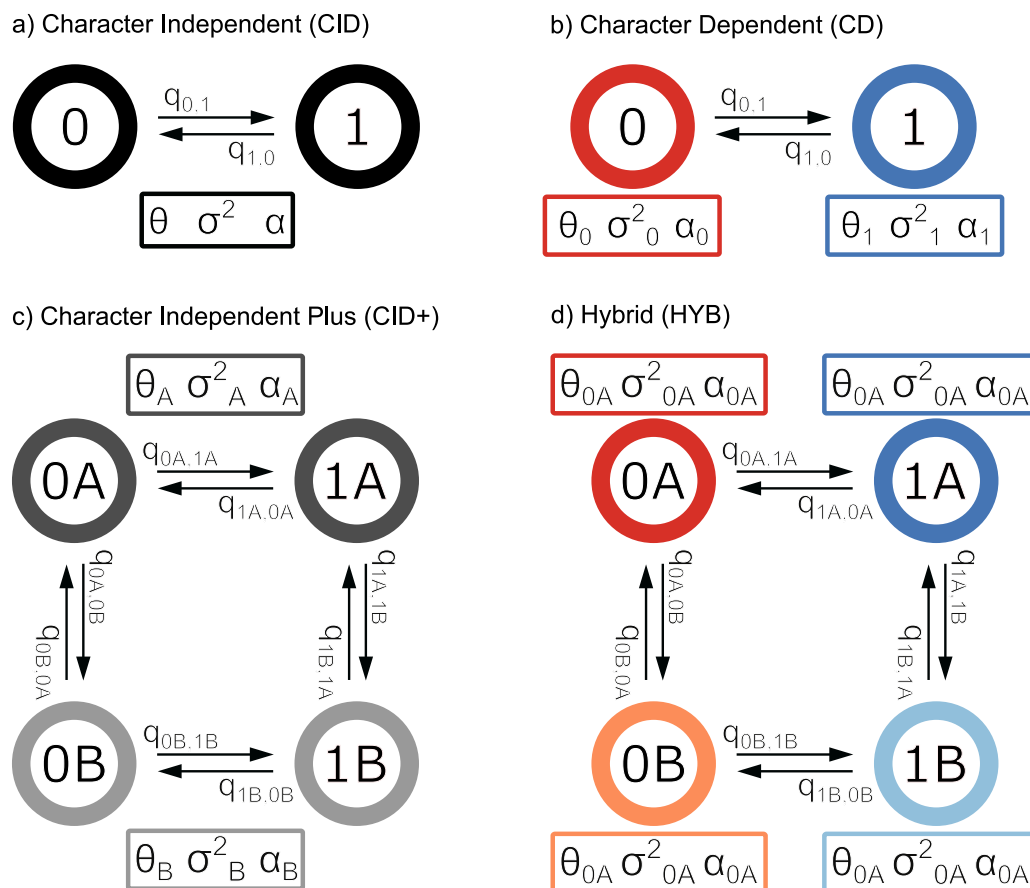 a) Character Independent (CID)
0
q0.1
q1.0
1
θ σ² α
b) Character Dependent (CD)
0
q0.1
q1.0
1
θ0 σ²0 α0
θ1 σ²1 α1
c) Character Independent Plus (CID+)
θA σ²A αA
0A
q0A.1A
q1A.0A
1A
q0A.0B
q0B.0A
q1A.1B
q1B.1A
0B
q0B.1B
q1B.0B
1B
θB σ²B αB
d) Hybrid (HYB)
θ0A σ²0A α0A
θ0A σ²0A α0A
0A
q0A.1A
q1A.0A
1A
q0A.0B
q0B.0A
q1A.1B
q1B.1A
0B
q0B.1B
q1B.0B
1B
θ0A σ²0A α0A
θ0A σ²0A α0A